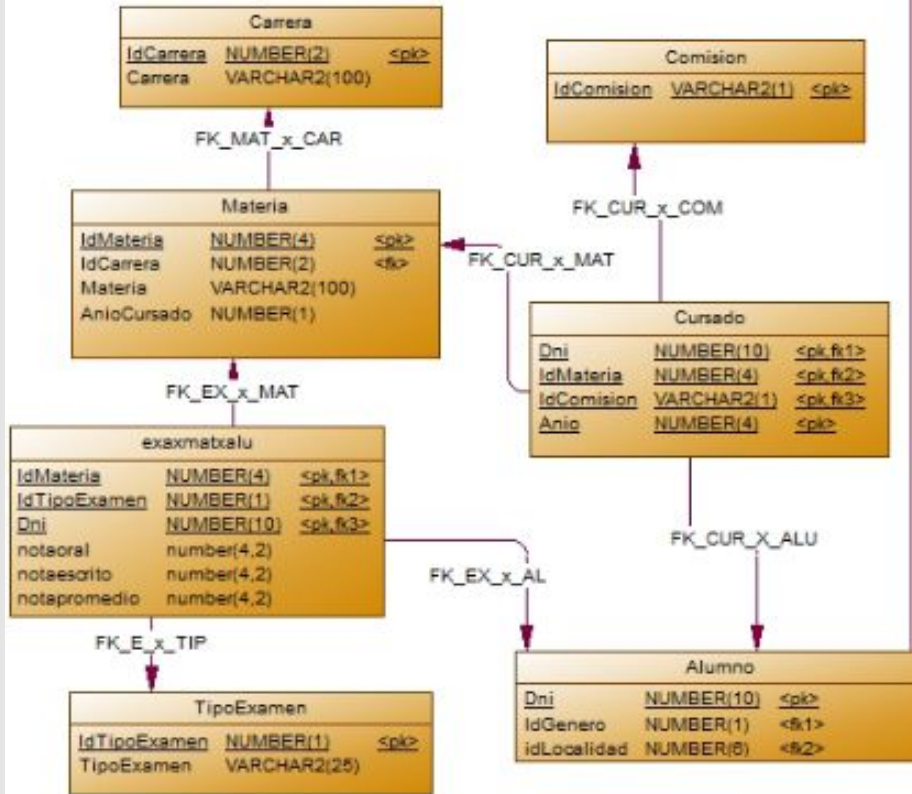 Carrera
IdCarrera NUMBER(2) <pk>
Carrera VARCHAR2(100)
Comision
IdComision VARCHAR2(1) <pk>
FK_MAT_x_CAR
FK_CUR_x_COM
Materia
IdMateria NUMBER(4) <pk>
IdCarrera NUMBER(2) <fk>
Materia VARCHAR2(100)
AnioCursado NUMBER(1)
FK_CUR_x_MAT
Cursado
Dni NUMBER(10) <pk,fk1>
IdMateria NUMBER(4) <pk,fk2>
IdComision VARCHAR2(1) <pk,fk3>
Anio NUMBER(4) <pk>
FK_EX_x_MAT
exaxmatxalu
IdMateria NUMBER(4) <pk,fk1>
IdTipoExamen NUMBER(1) <pk,fk2>
Dni NUMBER(10) <pk,fk3>
notaoral number(4,2)
notaescrito number(4,2)
notapromedio number(4,2)
FK_CUR_X_ALU
FK_EX_x_AL
FK_E_x_TIP
Alumno
Dni NUMBER(10) <pk>
IdGenero NUMBER(1) <fk1>
idLocalidad NUMBER(6) <fk2>
TipoExamen
IdTipoExamen NUMBER(1) <pk>
TipoExamen VARCHAR2(25)